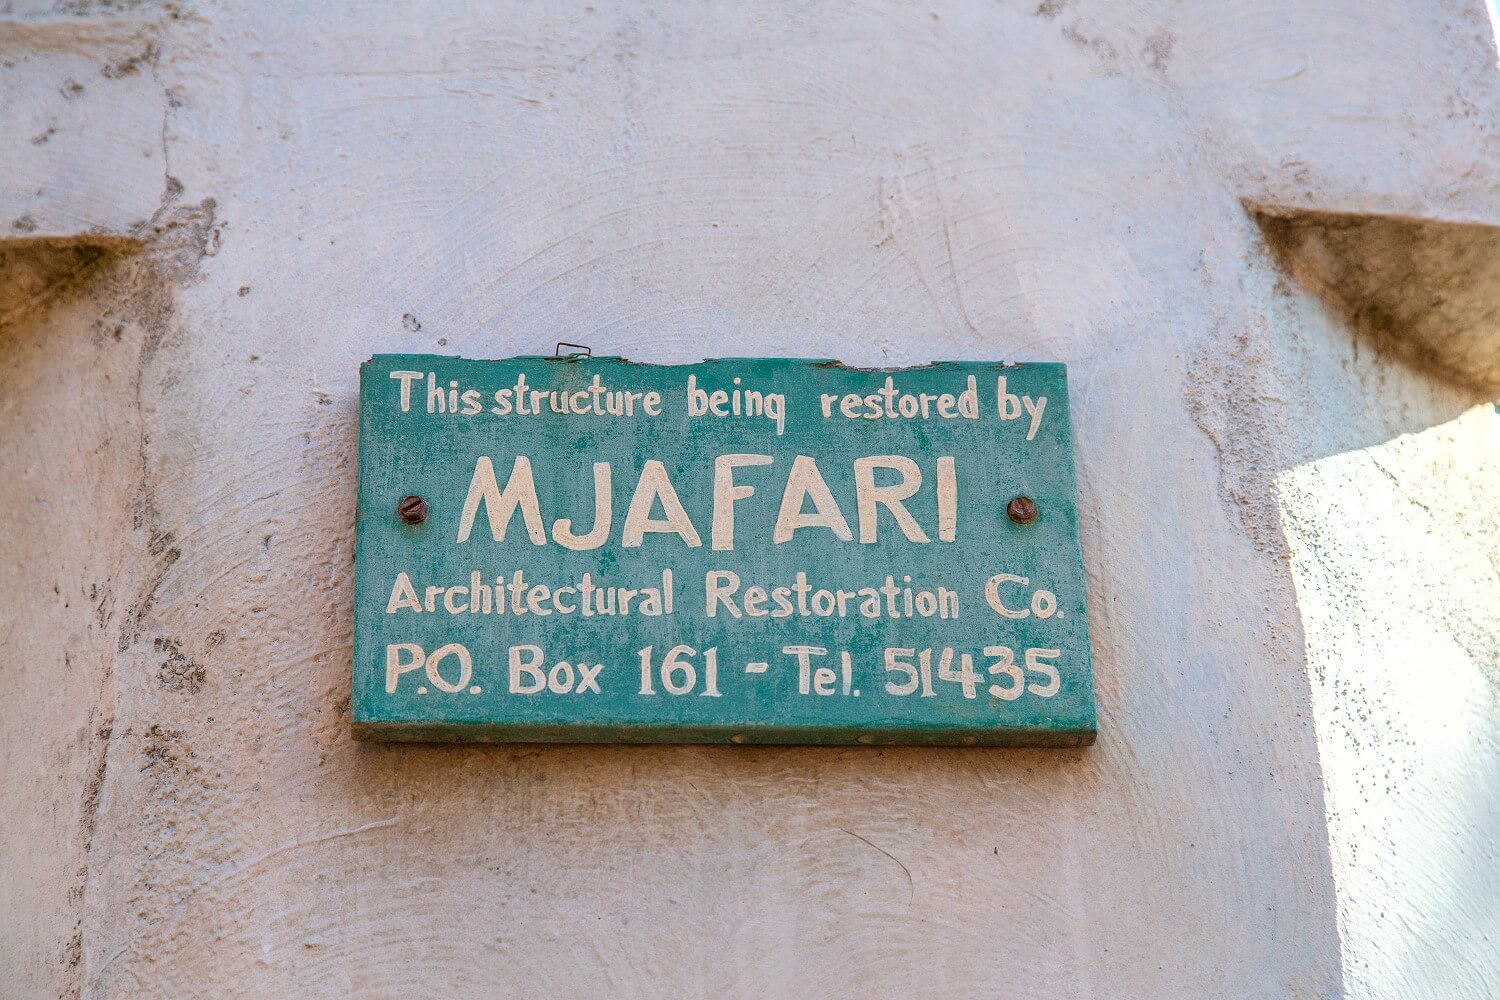 This structure being restored by
MJAFARI
Architectural Restoration Co.
P.O. Box 161 - Tel. 51435